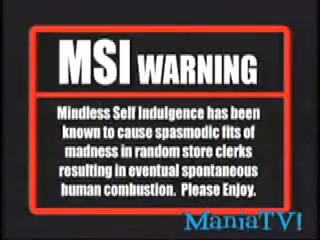 MSI WARNING
Mindless Self Indulgence has been
known to cause spasmodic fits of
madness in random store clerks
resulting in eventual spontaneous
human combustion. Please Enjoy.
ManiaTV!